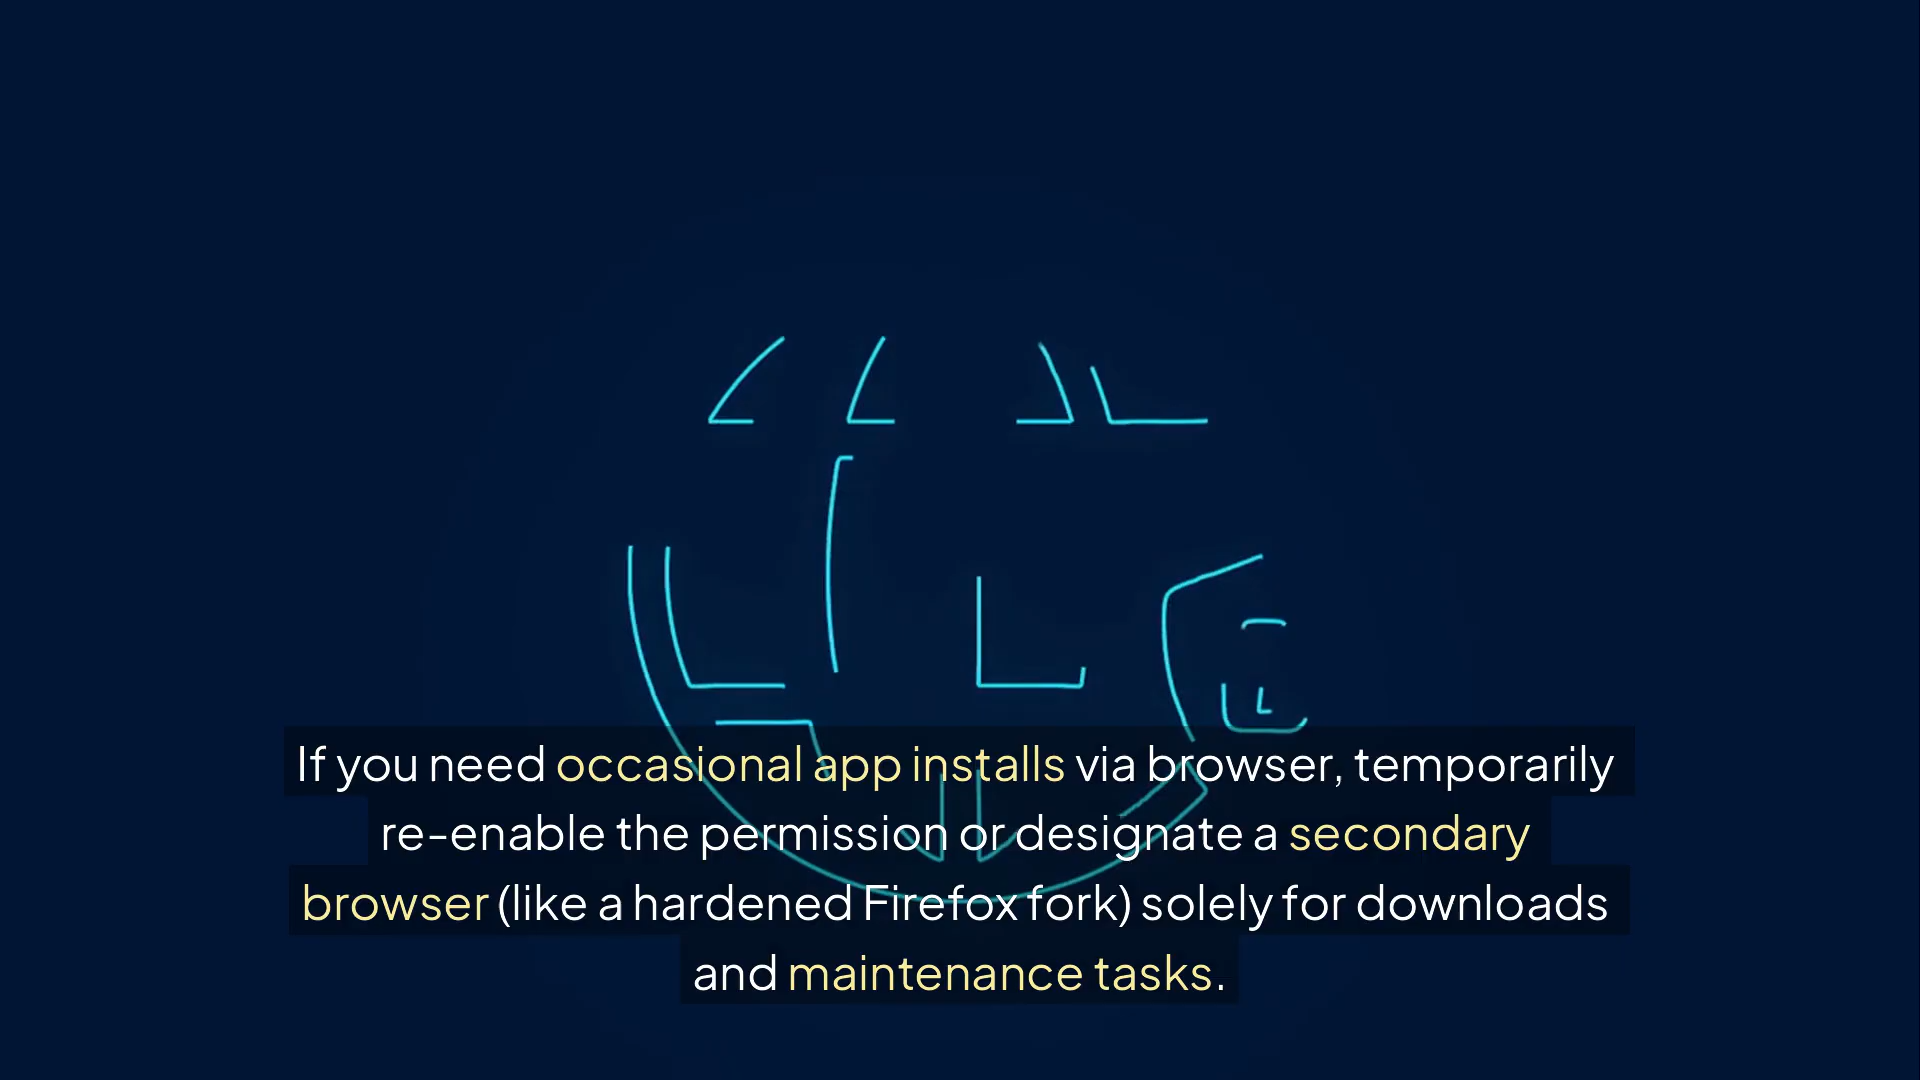 If you need occasional app installs via browser, temporarily
re-enable the permission or designate a secondary
browser (like a hardened Firefox fork) solely for downloads
and maintenance tasks.